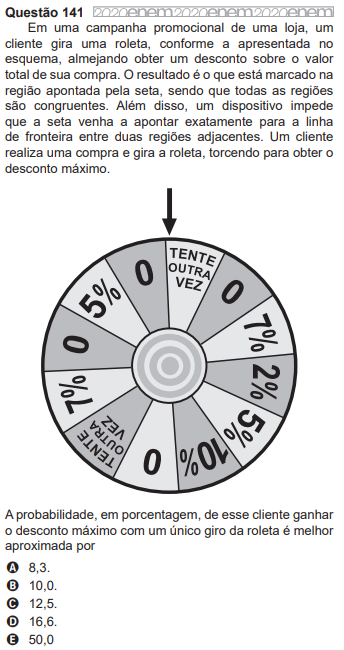 Questão 141 2020enem2020enem2020enem
Em uma campanha promocional de uma loja, um
cliente gira uma roleta, conforme a apresentada no
esquema, almejando obter um desconto sobre o valor
total de sua compra. O resultado é o que está marcado na
região apontada pela seta, sendo que todas as regiões
são congruentes. Além disso, um dispositivo impede
que a seta venha a apontar exatamente para a linha
de fronteira entre duas regiões adjacentes. Um cliente
realiza uma compra e gira a roleta, torcendo para obter o
desconto máximo.
TENTE
OUTRA
VEZ
0
7%
2%
5%
10%
0
TENTE
OUTRA
VEZ
7%
0
5%
0
A probabilidade, em porcentagem, de esse cliente ganhar
o desconto máximo com um único giro da roleta é melhor
aproximada por
A 8,3.
B 10,0.
C 12,5.
D 16,6.
E 50,0